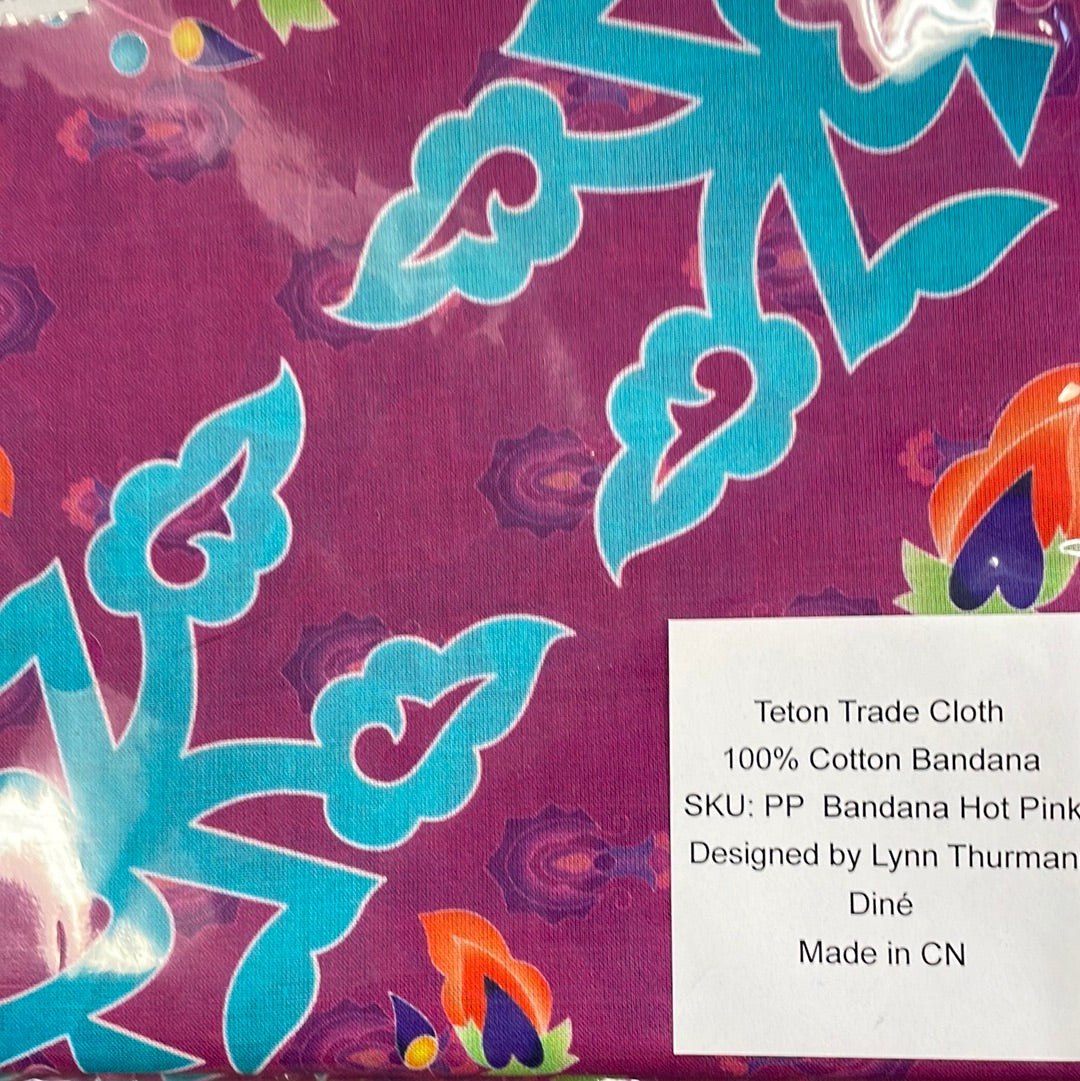 Teton Trade Cloth
100% Cotton Bandana
SKU: PP  Bandana Hot Pink
Designed by Lynn Thurman
Diné
Made in CN